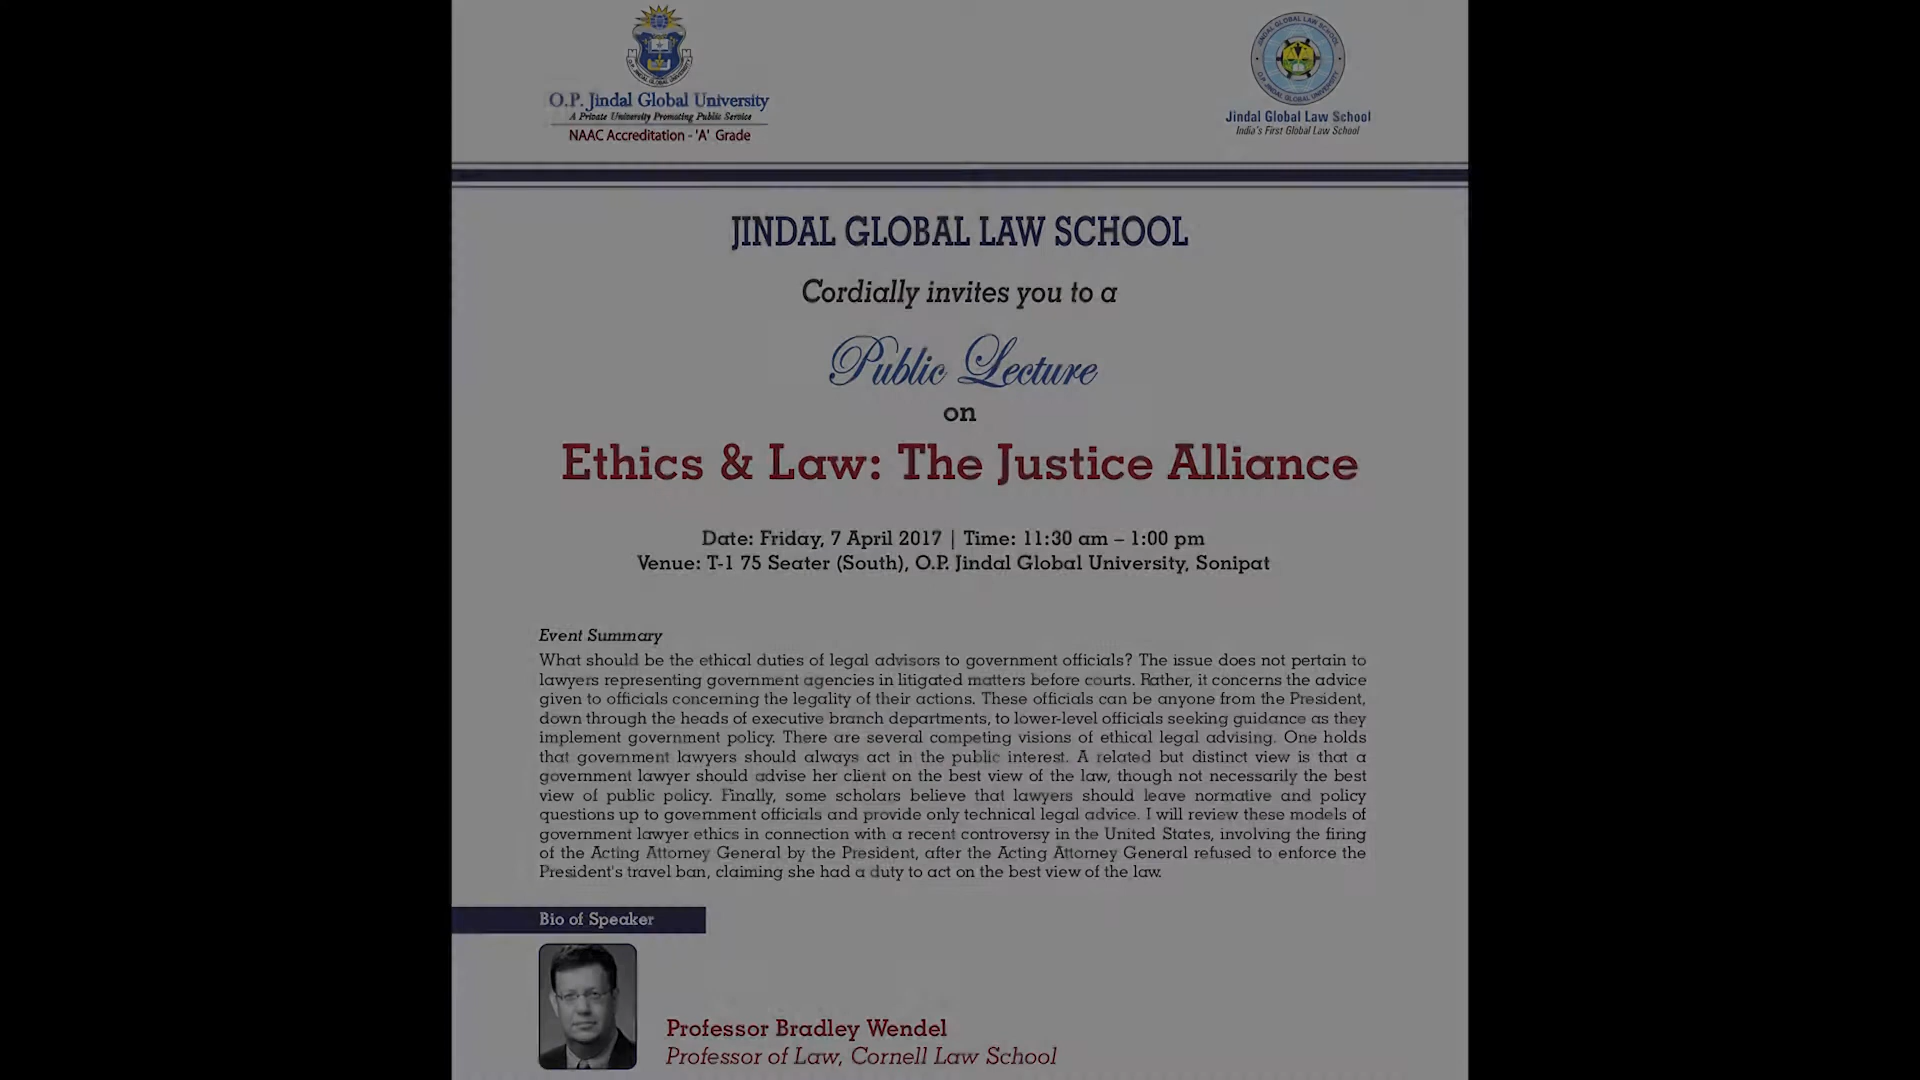 O.P. Jindal Global University
A Private University Promoting Public Service
NAAC Accreditation - 'A' Grade
JINDAL GLOBAL LAW SCHOOL
O.P. JINDAL GLOBAL UNIVERSITY
Jindal Global Law School
India's First Global Law School
JINDAL GLOBAL LAW SCHOOL
Cordially invites you to a
Public Lecture
on
Ethics & Law: The Justice Alliance
Date: Friday, 7 April 2017 | Time: 11:30 am – 1:00 pm
Venue: T-1 75 Seater (South), O.P. Jindal Global University, Sonipat
Event Summary
What should be the ethical duties of legal advisors to government officials? The issue does not pertain to
lawyers representing government agencies in litigated matters before courts. Rather, it concerns the advice
given to officials concerning the legality of their actions. These officials can be anyone from the President,
down through the heads of executive branch departments, to lower-level officials seeking guidance as they
implement government policy. There are several competing visions of ethical legal advising. One holds
that government lawyers should always act in the public interest. A related but distinct view is that a
government lawyer should advise her client on the best view of the law, though not necessarily the best
view of public policy. Finally, some scholars believe that lawyers should leave normative and policy
questions up to government officials and provide only technical legal advice. I will review these models of
government lawyer ethics in connection with a recent controversy in the United States, involving the firing
of the Acting Attorney General by the President, after the Acting Attorney General refused to enforce the
President's travel ban, claiming she had a duty to act on the best view of the law.
Bio of Speaker
Professor Bradley Wendel
Professor of Law, Cornell Law School